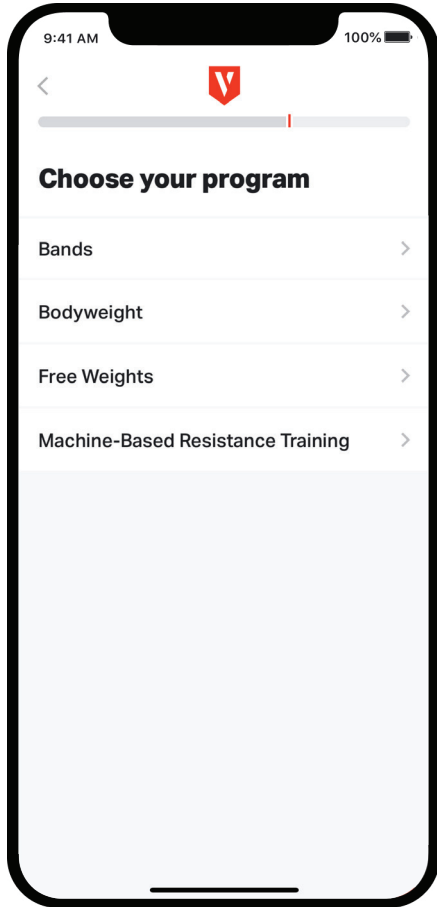 9:41 AM 100%
Choose your program
Bands
Bodyweight
Free Weights
Machine-Based Resistance Training